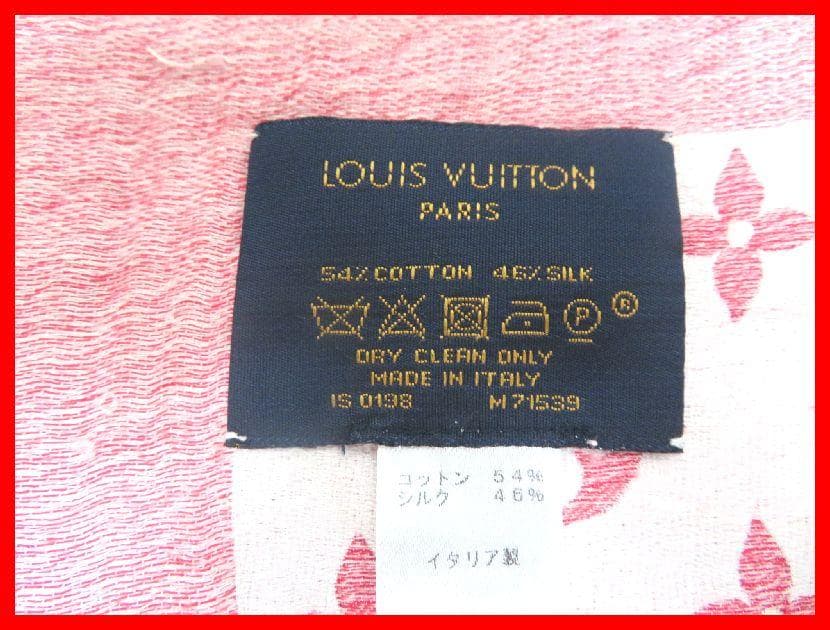 LOUIS VUITTON
PARIS
54% COTTON 46% SILK
P ®
DRY CLEAN ONLY
MADE IN ITALY
IS 0198 M71539
コットン 54%
シルク 46%
イタリア製